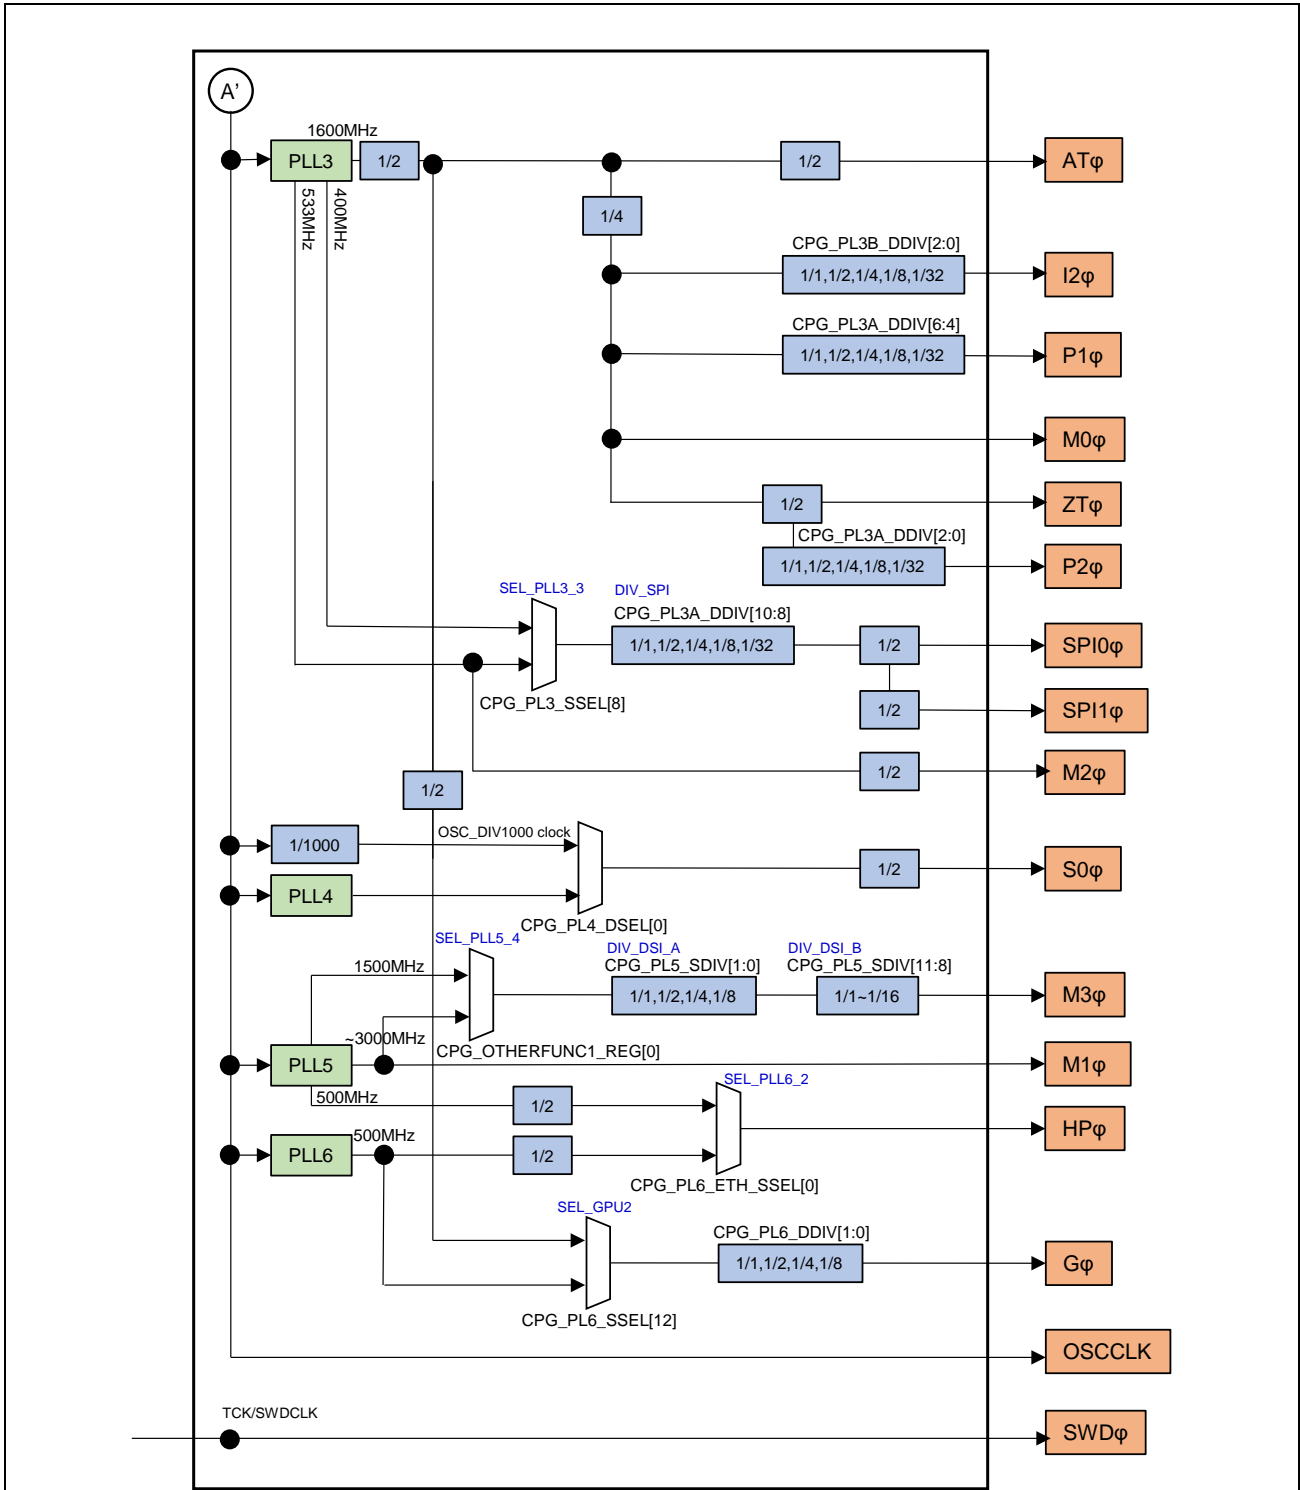 A'
1600MHz
PLL3
1/2
1/2
ATφ
533MHz
400MHz
1/4
CPG_PL3B_DDIV[2:0]
1/1,1/2,1/4,1/8,1/32
I2φ
CPG_PL3A_DDIV[6:4]
1/1,1/2,1/4,1/8,1/32
P1φ
M0φ
1/2
ZTφ
CPG_PL3A_DDIV[2:0]
1/1,1/2,1/4,1/8,1/32
P2φ
SEL_PLL3_3
DIV_SPI
CPG_PL3A_DDIV[10:8]
1/1,1/2,1/4,1/8,1/32
1/2
SPI0φ
CPG_PL3_SSEL[8]
1/2
SPI1φ
1/2
M2φ
1/2
OSC_DIV1000 clock
1/1000
1/2
S0φ
PLL4
CPG_PL4_DSEL[0]
SEL_PLL5_4
DIV_DSI_A
DIV_DSI_B
1500MHz
CPG_PL5_SDIV[1:0]
CPG_PL5_SDIV[11:8]
1/1,1/2,1/4,1/8
1/1~1/16
M3φ
~3000MHz
CPG_OTHERFUNC1_REG[0]
PLL5
M1φ
SEL_PLL6_2
500MHz
1/2
HPφ
500MHz
PLL6
1/2
CPG_PL6_ETH_SSEL[0]
SEL_GPU2
CPG_PL6_DDIV[1:0]
1/1,1/2,1/4,1/8
Gφ
CPG_PL6_SSEL[12]
OSCCLK
TCK/SWDCLK
SWDφ